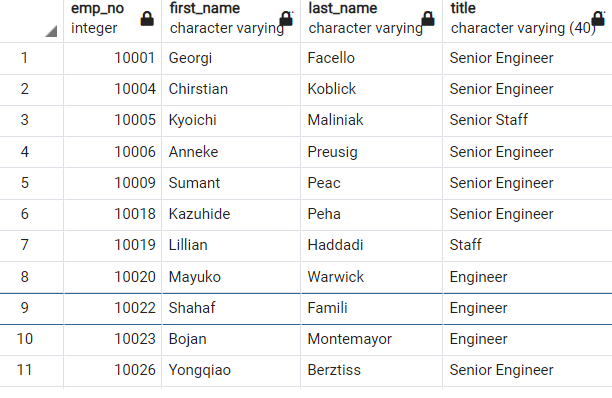 emp_no first_name last_name title
integer character varying character varying character varying (40)
1 10001 Georgi Facello Senior Engineer
2 10004 Chirstian Koblick Senior Engineer
3 10005 Kyoichi Maliniak Senior Staff
4 10006 Anneke Preusig Senior Engineer
5 10009 Sumant Peac Senior Engineer
6 10018 Kazuhide Peha Senior Engineer
7 10019 Lillian Haddadi Staff
8 10020 Mayuko Warwick Engineer
9 10022 Shahaf Famili Engineer
10 10023 Bojan Montemayor Engineer
11 10026 Yongqiao Berztiss Senior Engineer